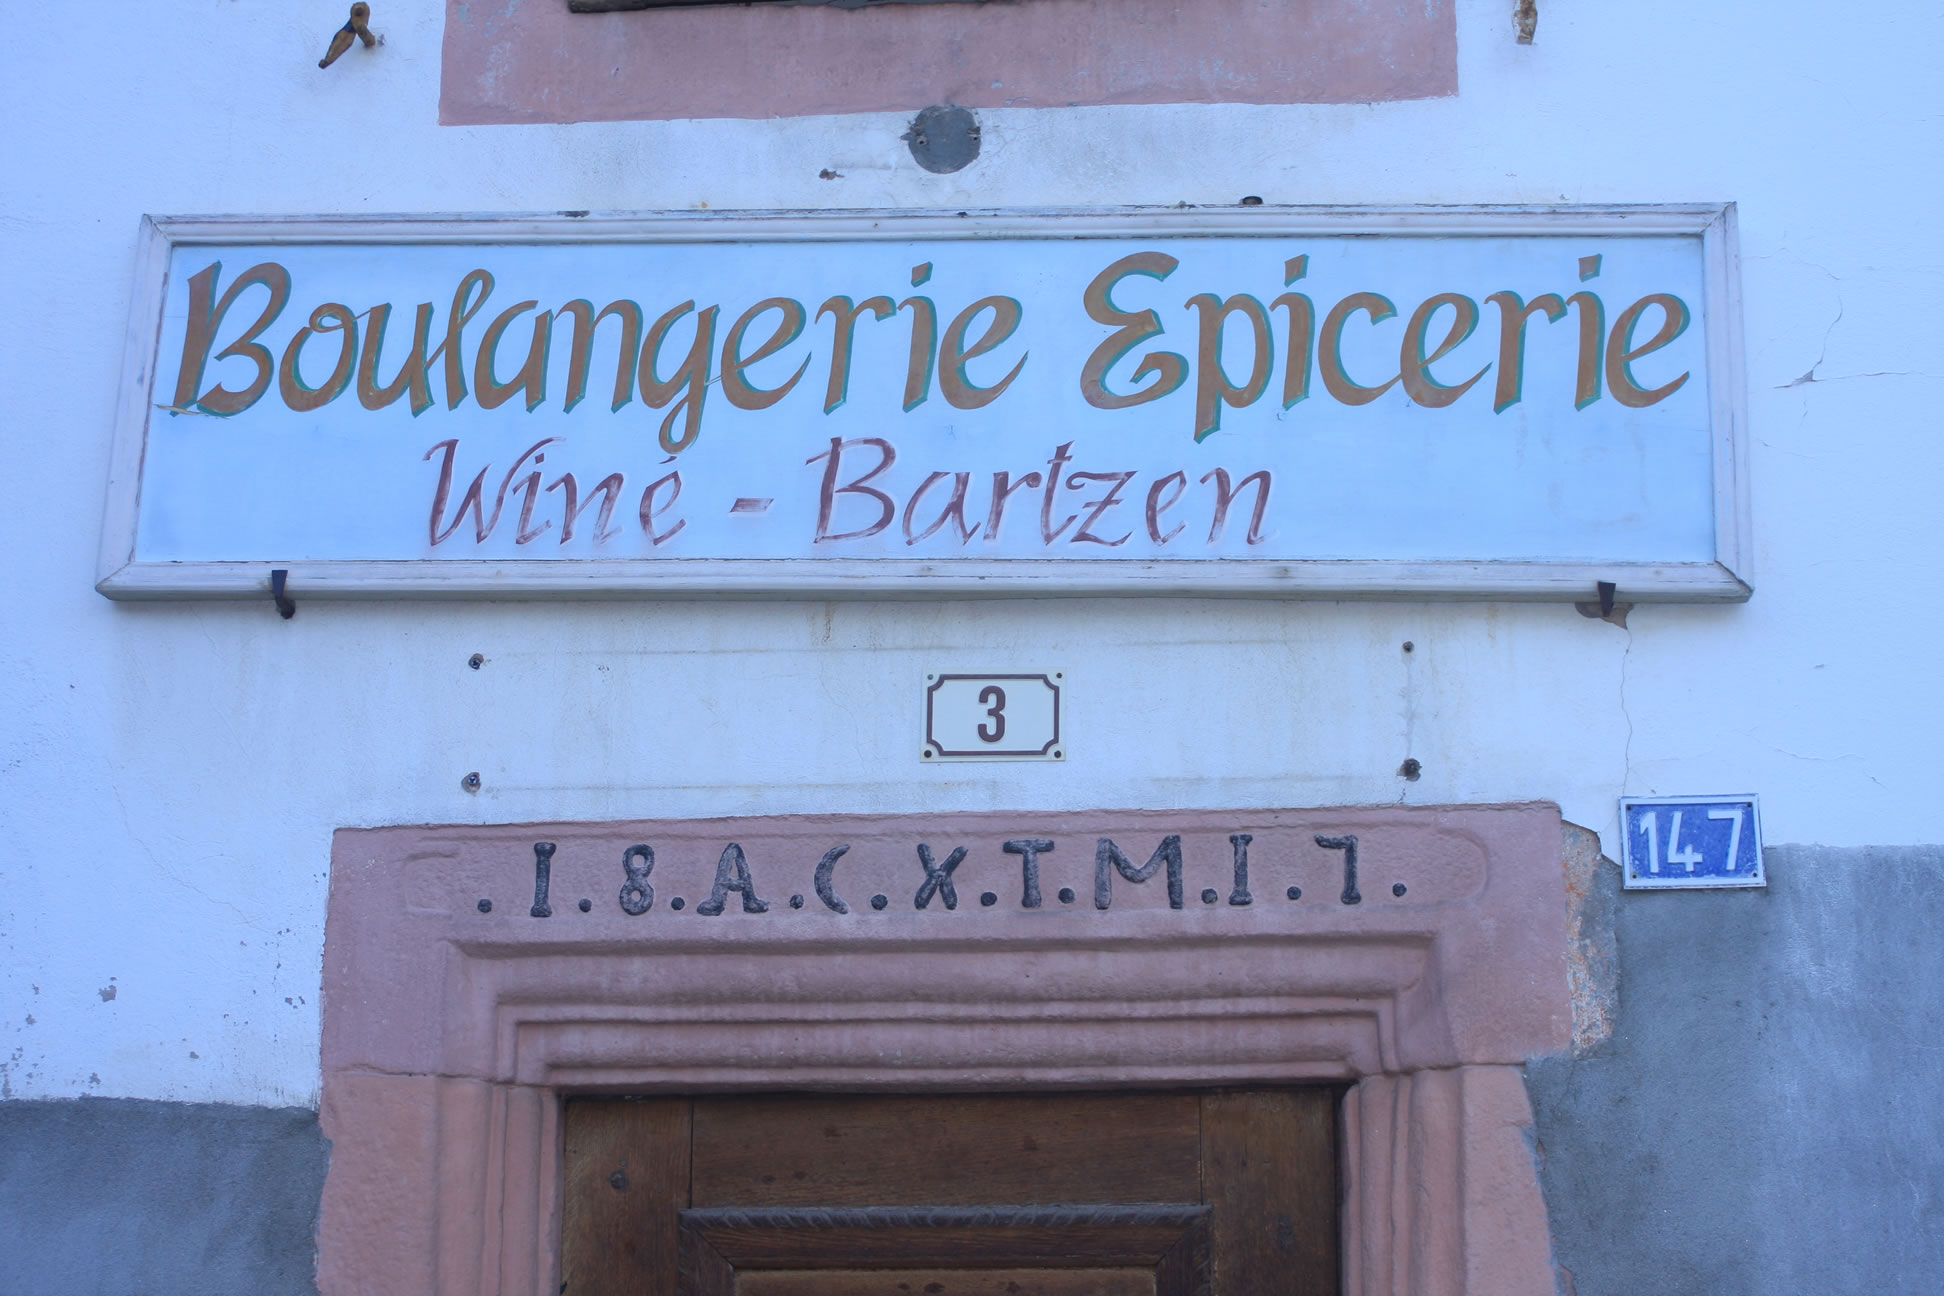 Boulangerie Epicerie
Winé - Bartzen
3
147
.I.8.A.C.X.T.M.I.7.